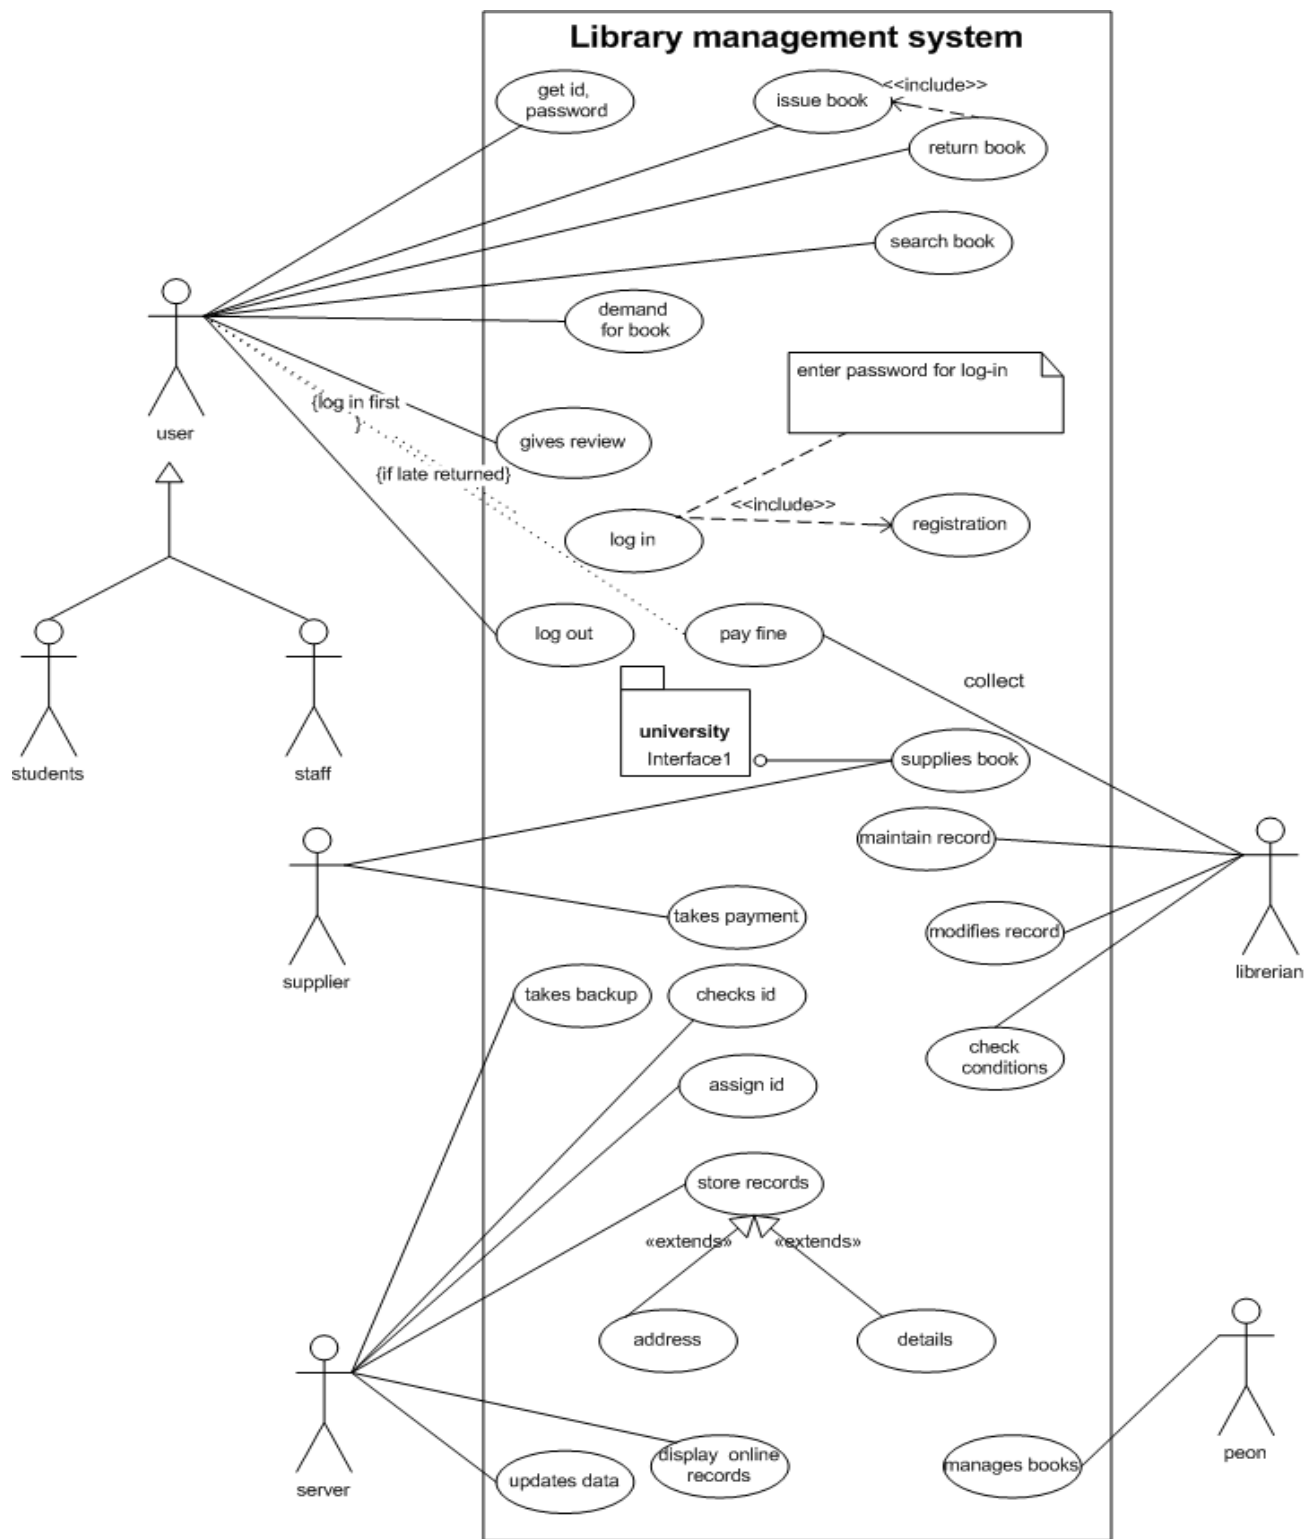 Library management system
get id,
password
issue book
<<include>>
return book
search book
demand
for book
user
{log in first
}
gives review
{if late returned}
enter password for log-in
log in
<<include>>
registration
log out
pay fine
collect
students
staff
university
Interface1
supplies book
maintain record
takes payment
modifies record
supplier
librerian
takes backup
checks id
check
conditions
assign id
store records
«extends»
«extends»
address
details
peon
display online
records
manages books
updates data
server